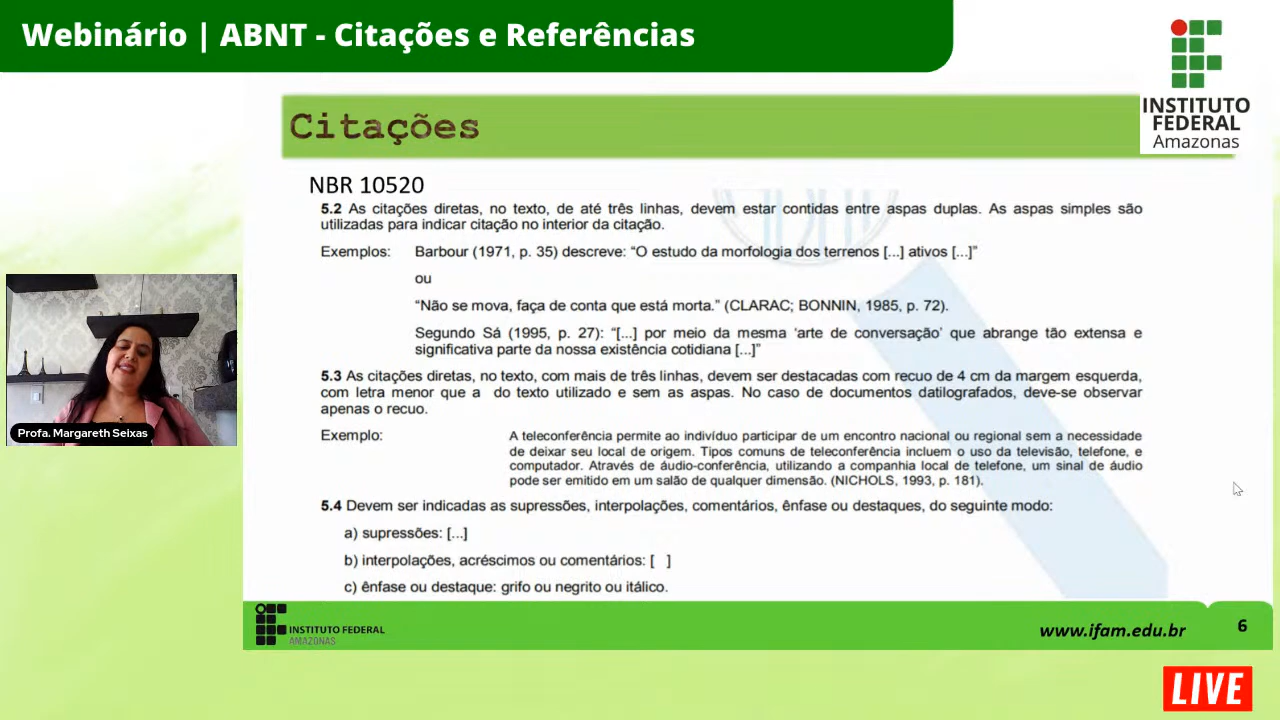 Webinário | ABNT - Citações e Referências
INSTITUTO
FEDERAL
Amazonas
Citações
NBR 10520
5.2 As citações diretas, no texto, de até três linhas, devem estar contidas entre aspas duplas. As aspas simples são
utilizadas para indicar citação no interior da citação.
Exemplos: Barbour (1971, p. 35) descreve: “O estudo da morfologia dos terrenos [...] ativos [...]”
ou
“Não se mova, faça de conta que está morta.” (CLARAC; BONNIN, 1985, p. 72).
Segundo Sá (1995, p. 27): “[...] por meio da mesma ‘arte de conversação’ que abrange tão extensa e
significativa parte da nossa existência cotidiana [...]”
5.3 As citações diretas, no texto, com mais de três linhas, devem ser destacadas com recuo de 4 cm da margem esquerda,
com letra menor que a do texto utilizado e sem as aspas. No caso de documentos datilografados, deve-se observar
apenas o recuo.
Exemplo: A teleconferência permite ao indivíduo participar de um encontro nacional ou regional sem a necessidade
de deixar seu local de origem. Tipos comuns de teleconferência incluem o uso da televisão, telefone, e
computador. Através de áudio-conferência, utilizando a companhia local de telefone, um sinal de áudio
pode ser emitido em um salão de qualquer dimensão. (NICHOLS, 1993, p. 181).
5.4 Devem ser indicadas as supressões, interpolações, comentários, ênfase ou destaques, do seguinte modo:
a) supressões: [...]
b) interpolações, acréscimos ou comentários: [ ]
c) ênfase ou destaque: grifo ou negrito ou itálico.
Profa. Margareth Seixas
INSTITUTO FEDERAL
AMAZONAS
www.ifam.edu.br
6
LIVE